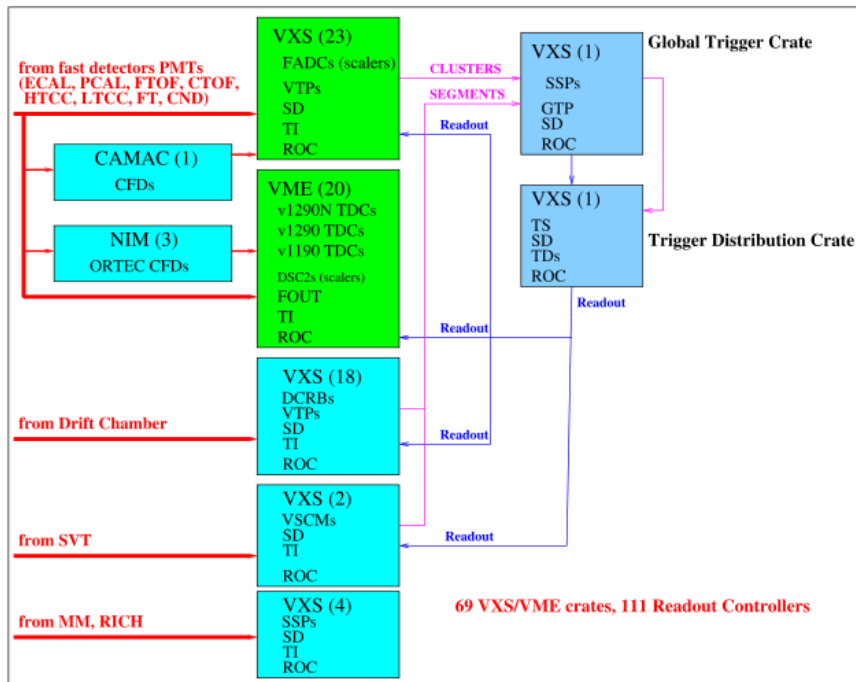 from fast detectors PMTs
(ECAL, PCAL, FTOF, CTOF,
HTCC, LTCC, FT, CND)
VXS (23)
FADCs (scalers)
VTPs
SD
TI
ROC
CLUSTERS
SEGMENTS
VXS (1)
SSPs
GTP
SD
ROC
Global Trigger Crate
Readout
CAMAC (1)
CFDs
NIM (3)
ORTEC CFDs
VME (20)
v1290N TDCs
v1290 TDCs
v1190 TDCs
DSC2s (scalers)
FOUT
TI
ROC
VXS (1)
TS
SD
TDs
ROC
Trigger Distribution Crate
Readout
Readout
from Drift Chamber
VXS (18)
DCRBs
VTPs
SD
TI
ROC
Readout
from SVT
VXS (2)
VSCMs
SD
TI
ROC
Readout
from MM, RICH
VXS (4)
SSPs
SD
TI
ROC
69 VXS/VME crates, 111 Readout Controllers